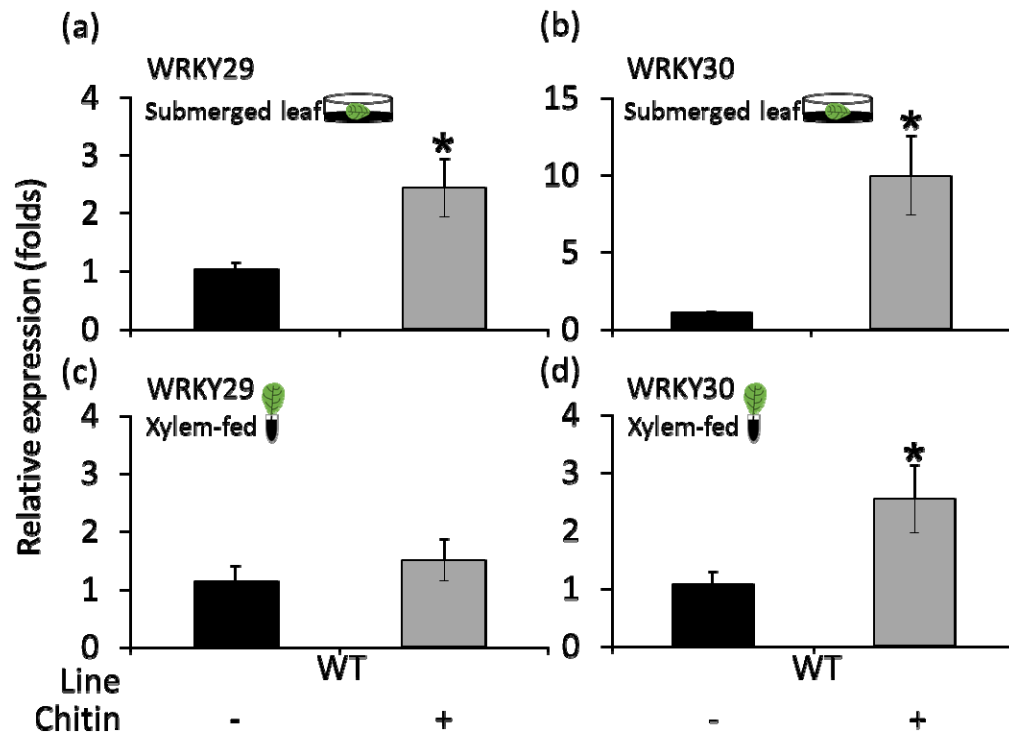 Relative expression (folds)
(a)
WRKY29
Submerged leaf
4
3
2
1
0
*
(b)
WRKY30
Submerged leaf
15
10
5
0
*
(c)
WRKY29
Xylem-fed
4
3
2
1
0
(d)
WRKY30
Xylem-fed
4
3
2
1
0
*
Line WT WT
Chitin - + - +